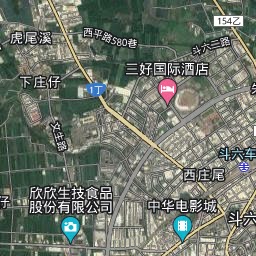 154乙
虎尾溪
西平路580巷
斗六二路
三好国际酒店
下庄仔
1丁
文生路
斗六车
西庄尾
欣欣生技食品
股份有限公司
中华电影城
斗六